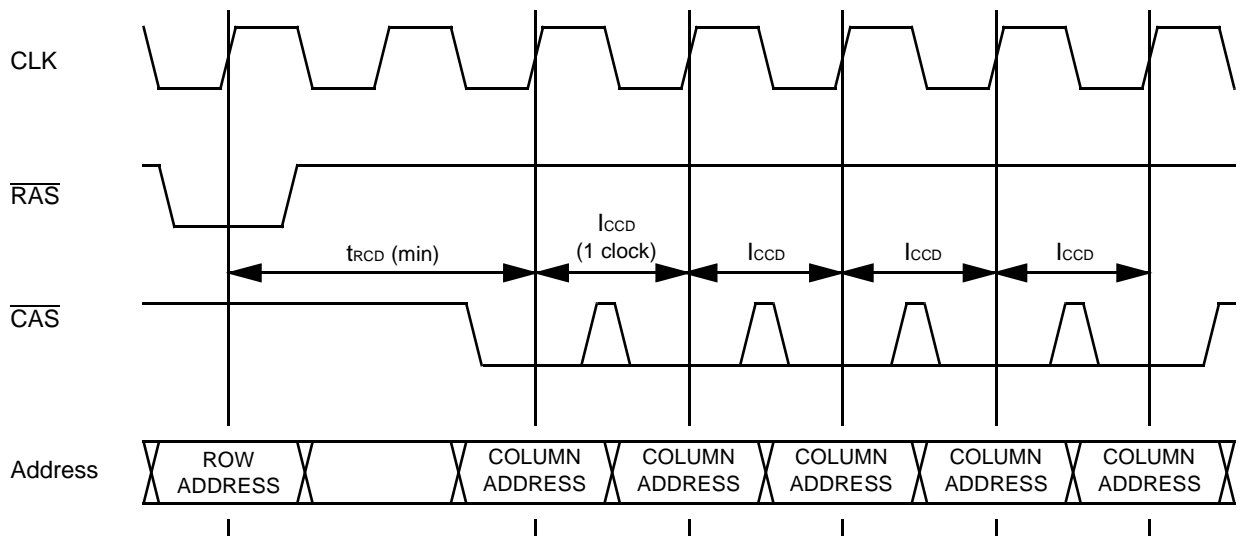 CLK
RAS
tRCD (min)
ICCD
(1 clock)
ICCD
ICCD
ICCD
CAS
Address
ROW
ADDRESS
COLUMN
ADDRESS
COLUMN
ADDRESS
COLUMN
ADDRESS
COLUMN
ADDRESS
COLUMN
ADDRESS